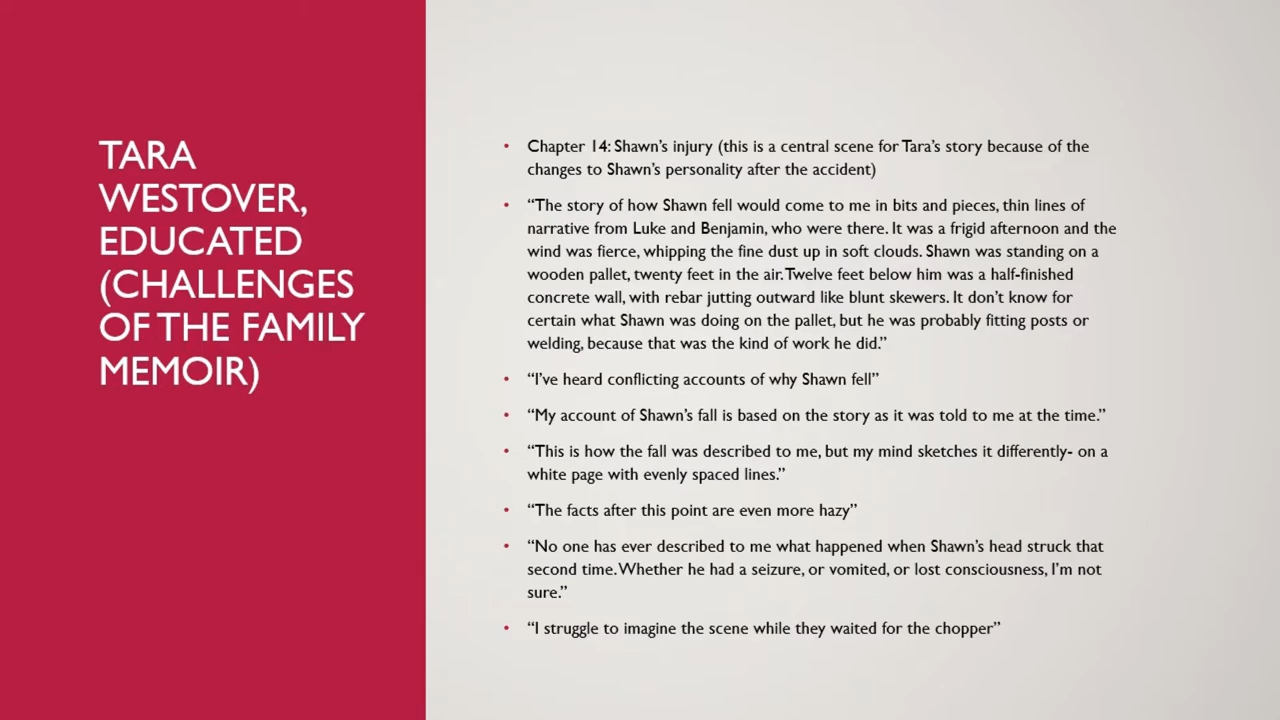 TARA
WESTOVER,
EDUCATED
(CHALLENGES
OF THE FAMILY
MEMOIR)
• Chapter 14: Shawn's injury (this is a central scene for Tara's story because of the
changes to Shawn's personality after the accident)
• “The story of how Shawn fell would come to me in bits and pieces, thin lines of
narrative from Luke and Benjamin, who were there. It was a frigid afternoon and the
wind was fierce, whipping the fine dust up in soft clouds. Shawn was standing on a
wooden pallet, twenty feet in the air. Twelve feet below him was a half-finished
concrete wall, with rebar jutting outward like blunt skewers. It don't know for
certain what Shawn was doing on the pallet, but he was probably fitting posts or
welding, because that was the kind of work he did.”
• “I've heard conflicting accounts of why Shawn fell”
• “My account of Shawn's fall is based on the story as it was told to me at the time.”
• “This is how the fall was described to me, but my mind sketches it differently- on a
white page with evenly spaced lines.”
• “The facts after this point are even more hazy”
• “No one has ever described to me what happened when Shawn's head struck that
second time. Whether he had a seizure, or vomited, or lost consciousness, I'm not
sure.”
• “I struggle to imagine the scene while they waited for the chopper”